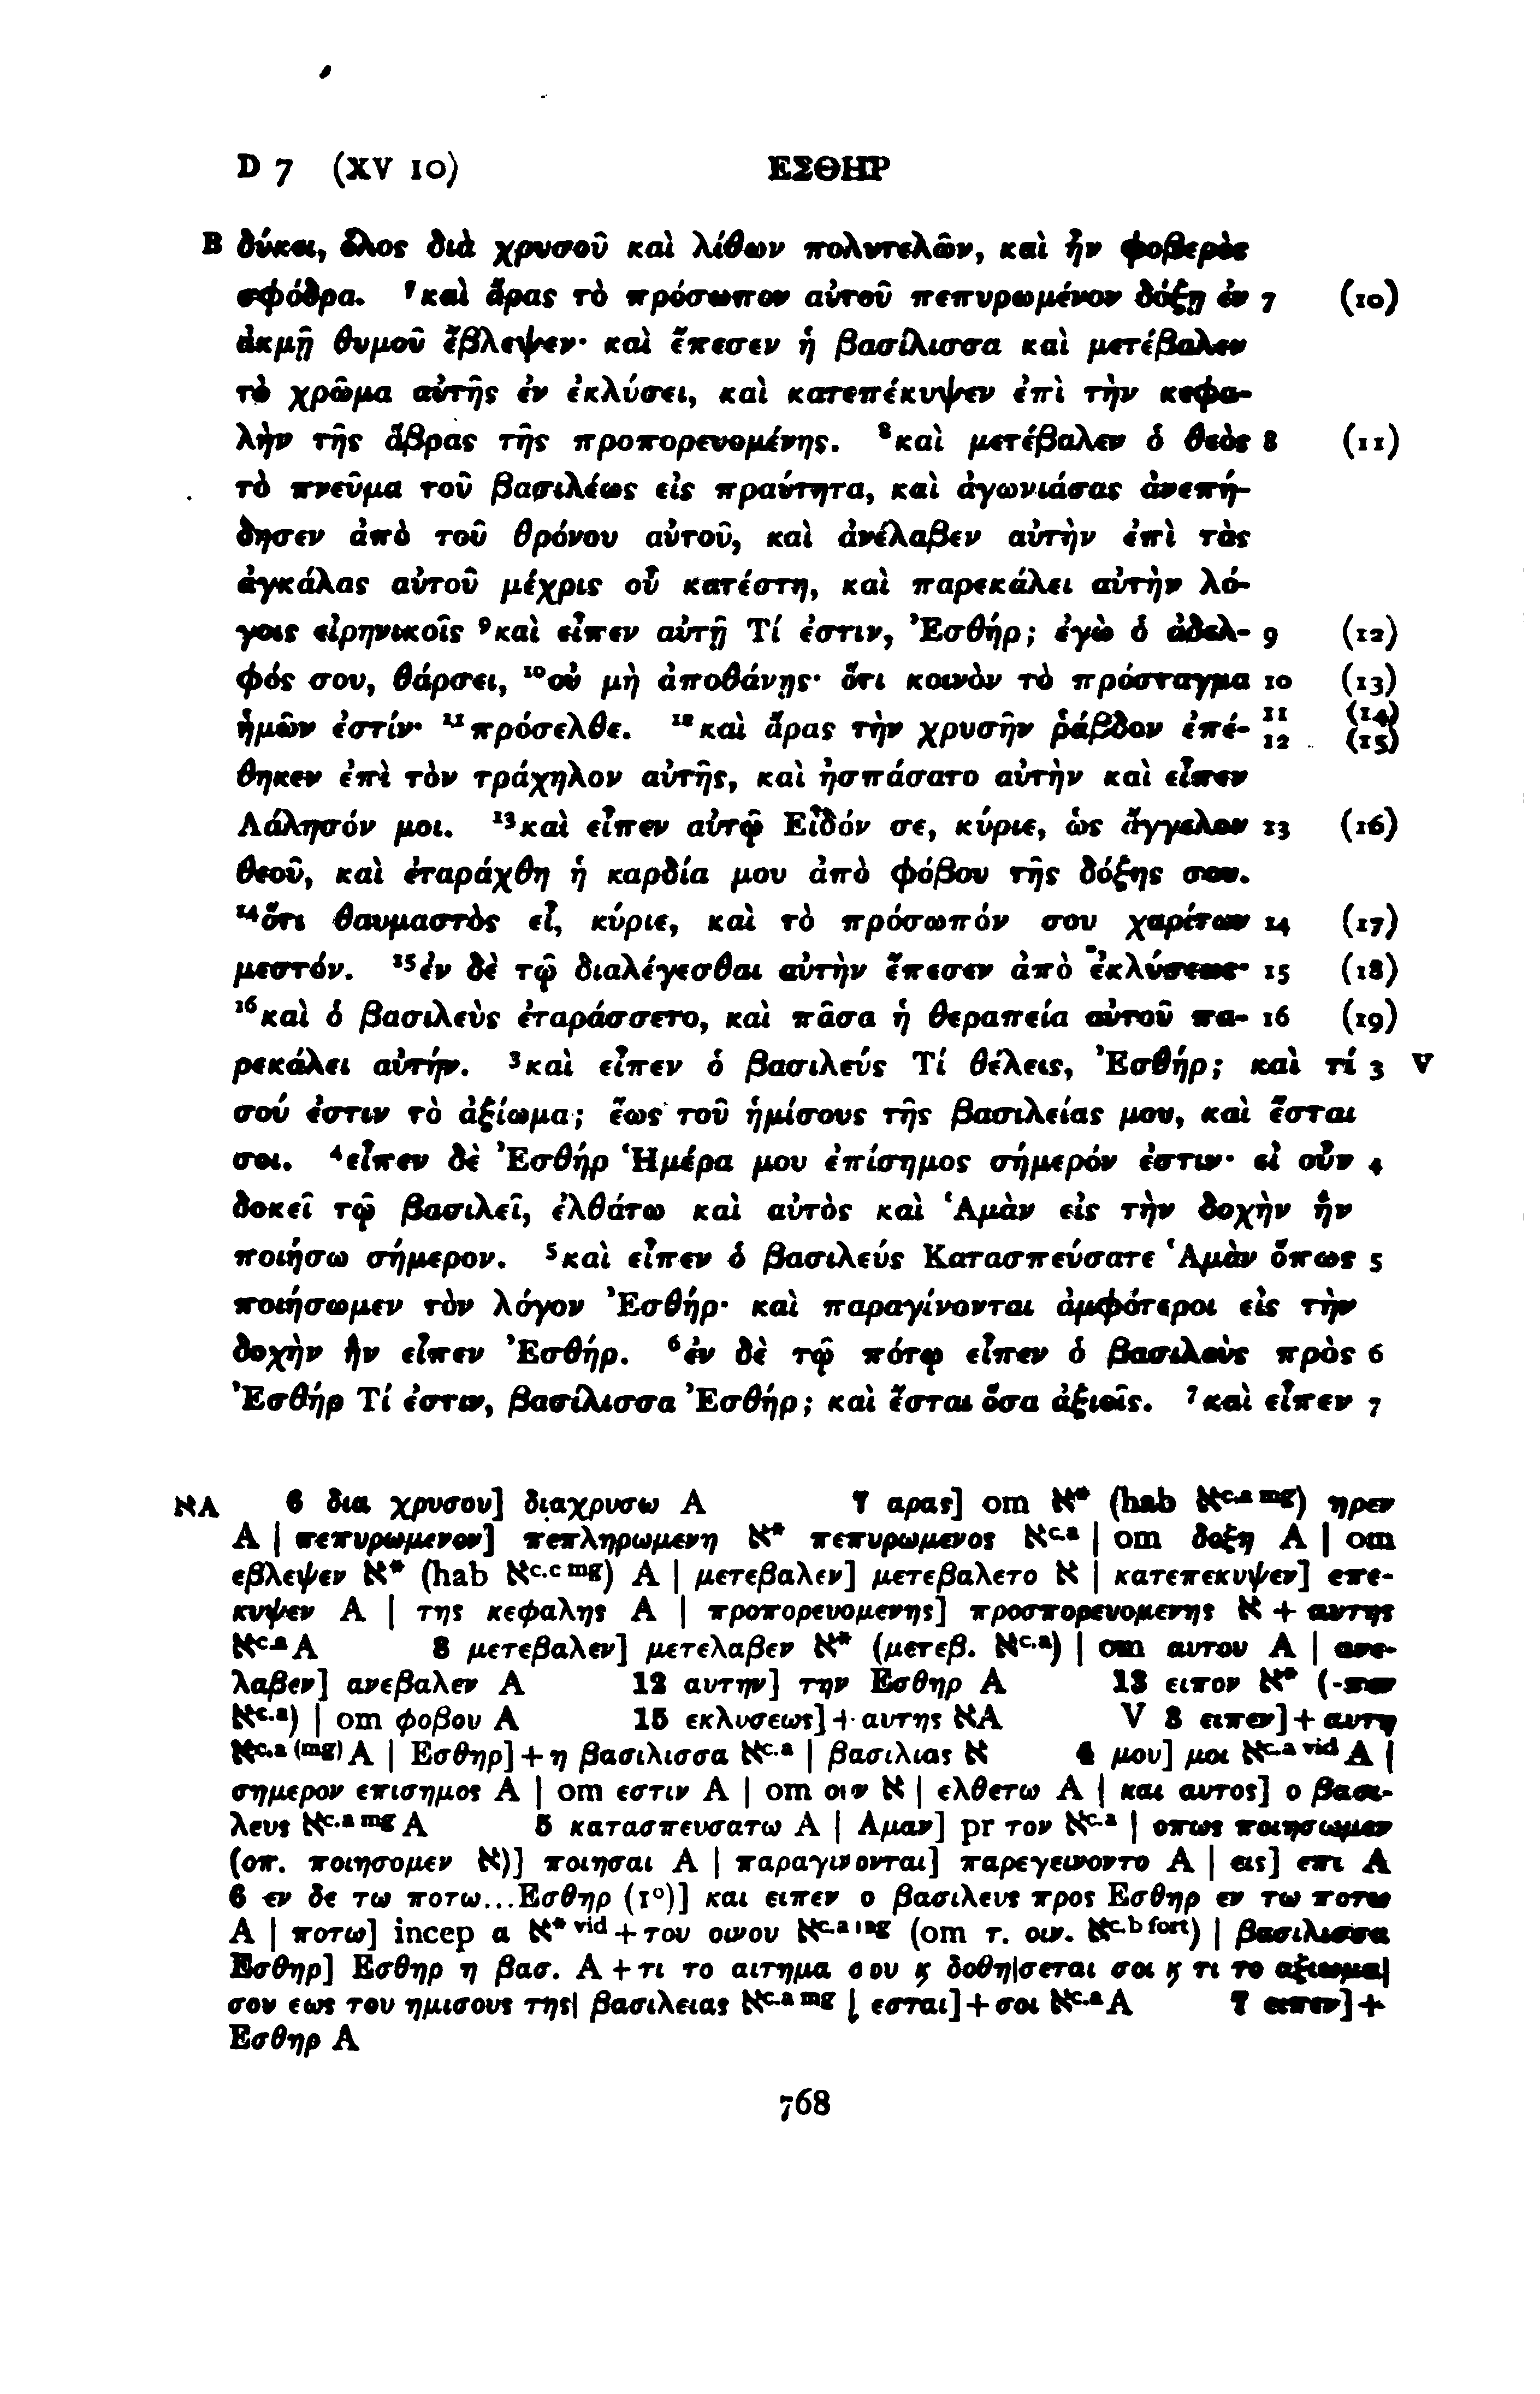 D 7 (XV 10) ΕΣΘΗΡ
B δύκει, ὅλος διὰ χρυσοῦ καὶ λίθων πολυτελῶν, καὶ ἦν φοβερὸς
σφόδρα. ⁷καὶ ἄρας τὸ πρόσωπον αὐτοῦ πεπυρωμένον δόξῃ ἐν 7 (10)
ἀκμῇ θυμοῦ ἔβλεψεν· καὶ ἔπεσεν ἡ βασίλισσα καὶ μετέβαλεν
τὸ χρῶμα αὐτῆς ἐν ἐκλύσει, καὶ κατεπέκυψεν ἐπὶ τὴν κεφα-
λὴν τῆς ἅβρας τῆς προπορευομένης. ⁸καὶ μετέβαλεν ὁ θεὸς 8 (11)
τὸ πνεῦμα τοῦ βασιλέως εἰς πραύτητα, καὶ ἀγωνιάσας ἀνεπή-
δησεν ἀπὸ τοῦ θρόνου αὐτοῦ, καὶ ἀνέλαβεν αὐτὴν ἐπὶ τὰς
ἀγκάλας αὐτοῦ μέχρις οὗ κατέστη, καὶ παρεκάλει αὐτὴν λό-
γοις εἰρηνικοῖς ⁹καὶ εἶπεν αὐτῇ Τί ἐστιν, Ἐσθήρ; ἐγὼ ὁ ἀδελ- 9 (12)
φός σου, θάρσει, ¹⁰οὐ μὴ ἀποθάνῃς· ὅτι κοινὸν τὸ πρόσταγμα 10 (13)
ἡμῶν ἐστίν· ¹¹πρόσελθε. ¹²καὶ ἄρας τὴν χρυσῆν ῥάβδον ἐπέ- 11 12 (14) (15)
θηκεν ἐπὶ τὸν τράχηλον αὐτῆς, καὶ ἠσπάσατο αὐτὴν καὶ εἶπεν
Λάλησόν μοι. ¹³καὶ εἶπεν αὐτῷ Εἶδόν σε, κύριε, ὡς ἄγγελον 13 (16)
θεοῦ, καὶ ἐταράχθη ἡ καρδία μου ἀπὸ φόβου τῆς δόξης σου.
¹⁴ὅτι θαυμαστὸς εἶ, κύριε, καὶ τὸ πρόσωπόν σου χαρίτων 14 (17)
μεστόν. ¹⁵ἐν δὲ τῷ διαλέγεσθαι αὐτὴν ἔπεσεν ἀπὸ ἐκλύσεως· 15 (18)
¹⁶καὶ ὁ βασιλεὺς ἐταράσσετο, καὶ πᾶσα ἡ θεραπεία αὐτοῦ πα- 16 (19)
ρεκάλει αὐτήν. ³καὶ εἶπεν ὁ βασιλεύς Τί θέλεις, Ἐσθήρ; καὶ τί 3 V
σού ἐστιν τὸ ἀξίωμα; ἕως τοῦ ἡμίσους τῆς βασιλείας μου, καὶ ἔσται
σοι. ⁴εἶπεν δὲ Ἐσθήρ Ἡμέρα μου ἐπίσημος σήμερόν ἐστιν· εἰ οὖν 4
δοκεῖ τῷ βασιλεῖ, ἐλθάτω καὶ αὐτὸς καὶ Ἁμὰν εἰς τὴν δοχὴν ἣν
ποιήσω σήμερον. ⁵καὶ εἶπεν ὁ βασιλεύς Κατασπεύσατε Ἁμὰν ὅπως 5
ποιήσωμεν τὸν λόγον Ἐσθήρ· καὶ παραγίνονται ἀμφότεροι εἰς τὴν
δοχὴν ἣν εἶπεν Ἐσθήρ. ⁶ἐν δὲ τῷ πότῳ εἶπεν ὁ βασιλεὺς πρὸς 6
Ἐσθήρ Τί ἐστιν, βασίλισσα Ἐσθήρ; καὶ ἔσται ὅσα ἀξιοῖς. ⁷καὶ εἶπεν 7
אA 6 δια χρυσου] διαχρυσω A 7 αρας] om א* (hab א^c.a mg) ηρεν
A | πεπυρωμενον] πεπληρωμενη א* πεπυρωμενος א^c.a | om δοξη A | om
εβλεψεν א* (hab א^c.c mg) A | μετεβαλεν] μετεβαλετο א | κατεπεκυψεν] επε-
κυψεν A | της κεφαλης A | προπορευομενης] προσπορευομενης א + αυτης
א^c.a A 8 μετεβαλεν] μετελαβεν א* (μετεβ. א^c.a) | om αυτου A | ανε-
λαβεν] ανεβαλεν A 12 αυτην] την Εσθηρ A 13 ειπον א* (-πεν
א^c.a) | om φοβου A 15 εκλυσεως] + αυτης אA V 3 ειπεν] + αυτη
א^c.a (mg) A | Εσθηρ] + η βασιλισσα א^c.a | βασιλιας א 4 μου] μοι א^c.a vid A |
σημερον επισημος A | om εστιν A | om ουν א | ελθετω A | και αυτος] ο βασι-
λευς א^c.a mg A 5 κατασπευσατω A | Αμαν] pr τον א^c.a | οπως ποιησωμεν
(οπ. ποιησομεν א)] ποιησαι A | παραγινονται] παρεγεινοντο A | εις] επι A
6 εν δε τω ποτω...Εσθηρ (1°)] και ειπεν ο βασιλευς προς Εσθηρ εν τω ποτω
A | ποτω] incep α א* vid + του οινου א^c.a mg (om τ. οιν. א^c.b fort) | βασιλισσα
Εσθηρ] Εσθηρ η βασ. A + τι το αιτημα σου ϗ δοθη|σεται σοι ϗ τι το αξιωμα|
σου εως του ημισους της| βασιλειας א^c.a mg | εσται] + σοι א^c.a A 7 ειπεν] +
Εσθηρ A
768